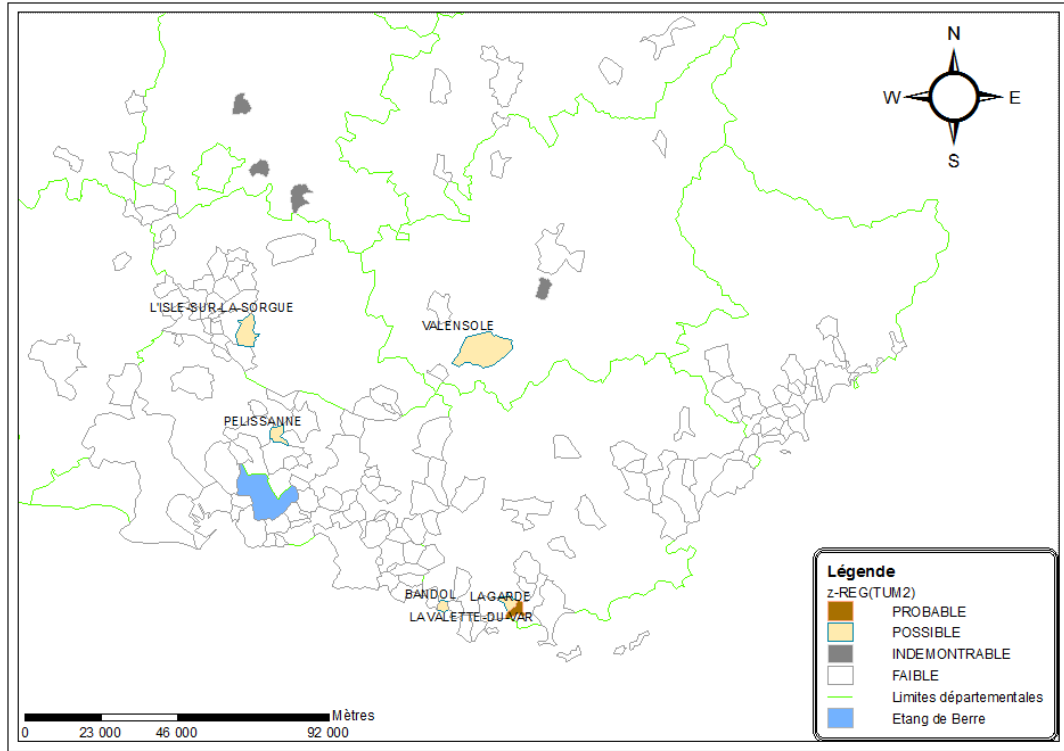 N
W
E
S
L'ISLE-SUR-LA-SORGUE
VALENSOLE
PELISSANNE
BANDOL
LAGARDE
LAVALETTE-DU-VAR
Légende
z-REG(TUM2)
PROBABLE
POSSIBLE
INDEMONTRABLE
FAIBLE
Limites départementales
Etang de Berre
Mètres
0 23 000 46 000 92 000